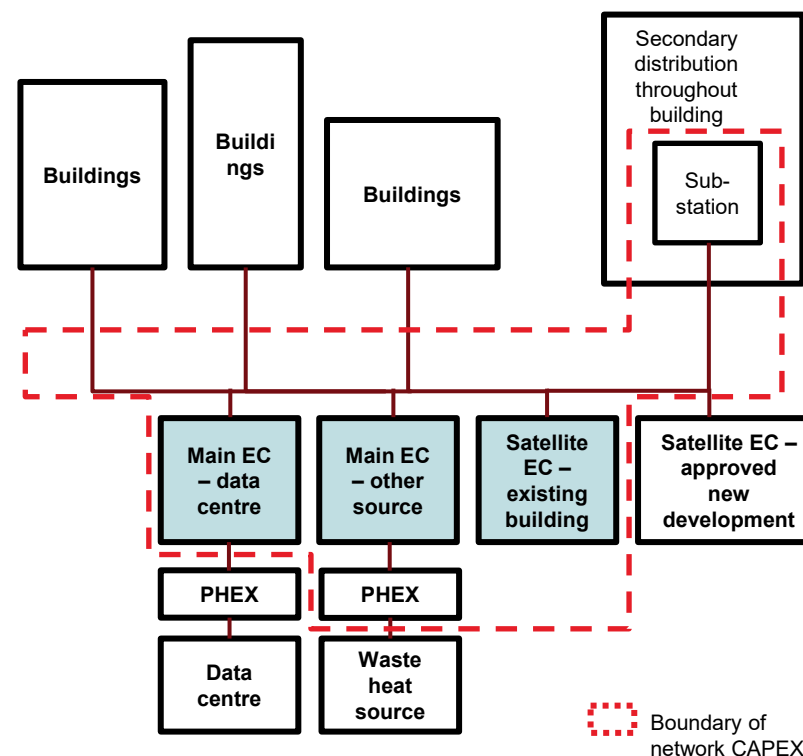 Secondary
distribution
throughout
building
Buildi
ngs
Buildings
Buildings
Sub-
station
Main EC
– data
centre
Main EC
– other
source
Satellite
EC –
existing
building
Satellite EC –
approved
new
development
PHEX
PHEX
Data
centre
Waste
heat
source
Boundary of
network CAPEX